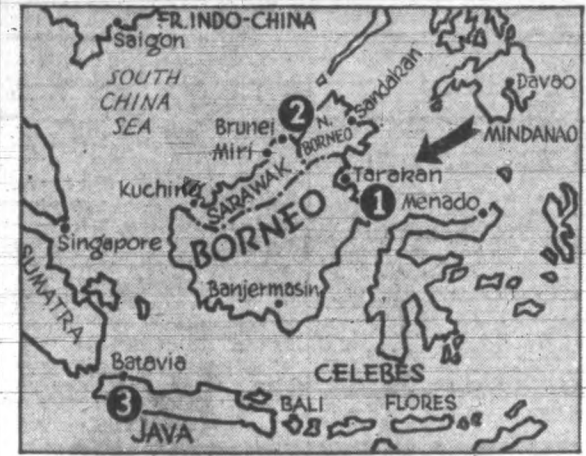 FR. INDO-CHINA
Saigon
SOUTH
CHINA
SEA
2
Sandakan
Davao
N.
BORNEO
Brunei
MINDANAO
Miri
SARAWAK
Tarakan
Kuching
1
Menado
BORNEO
Singapore
SUMATRA
Banjermasin
Batavia
CELEBES
3
BALI
FLORES
JAVA